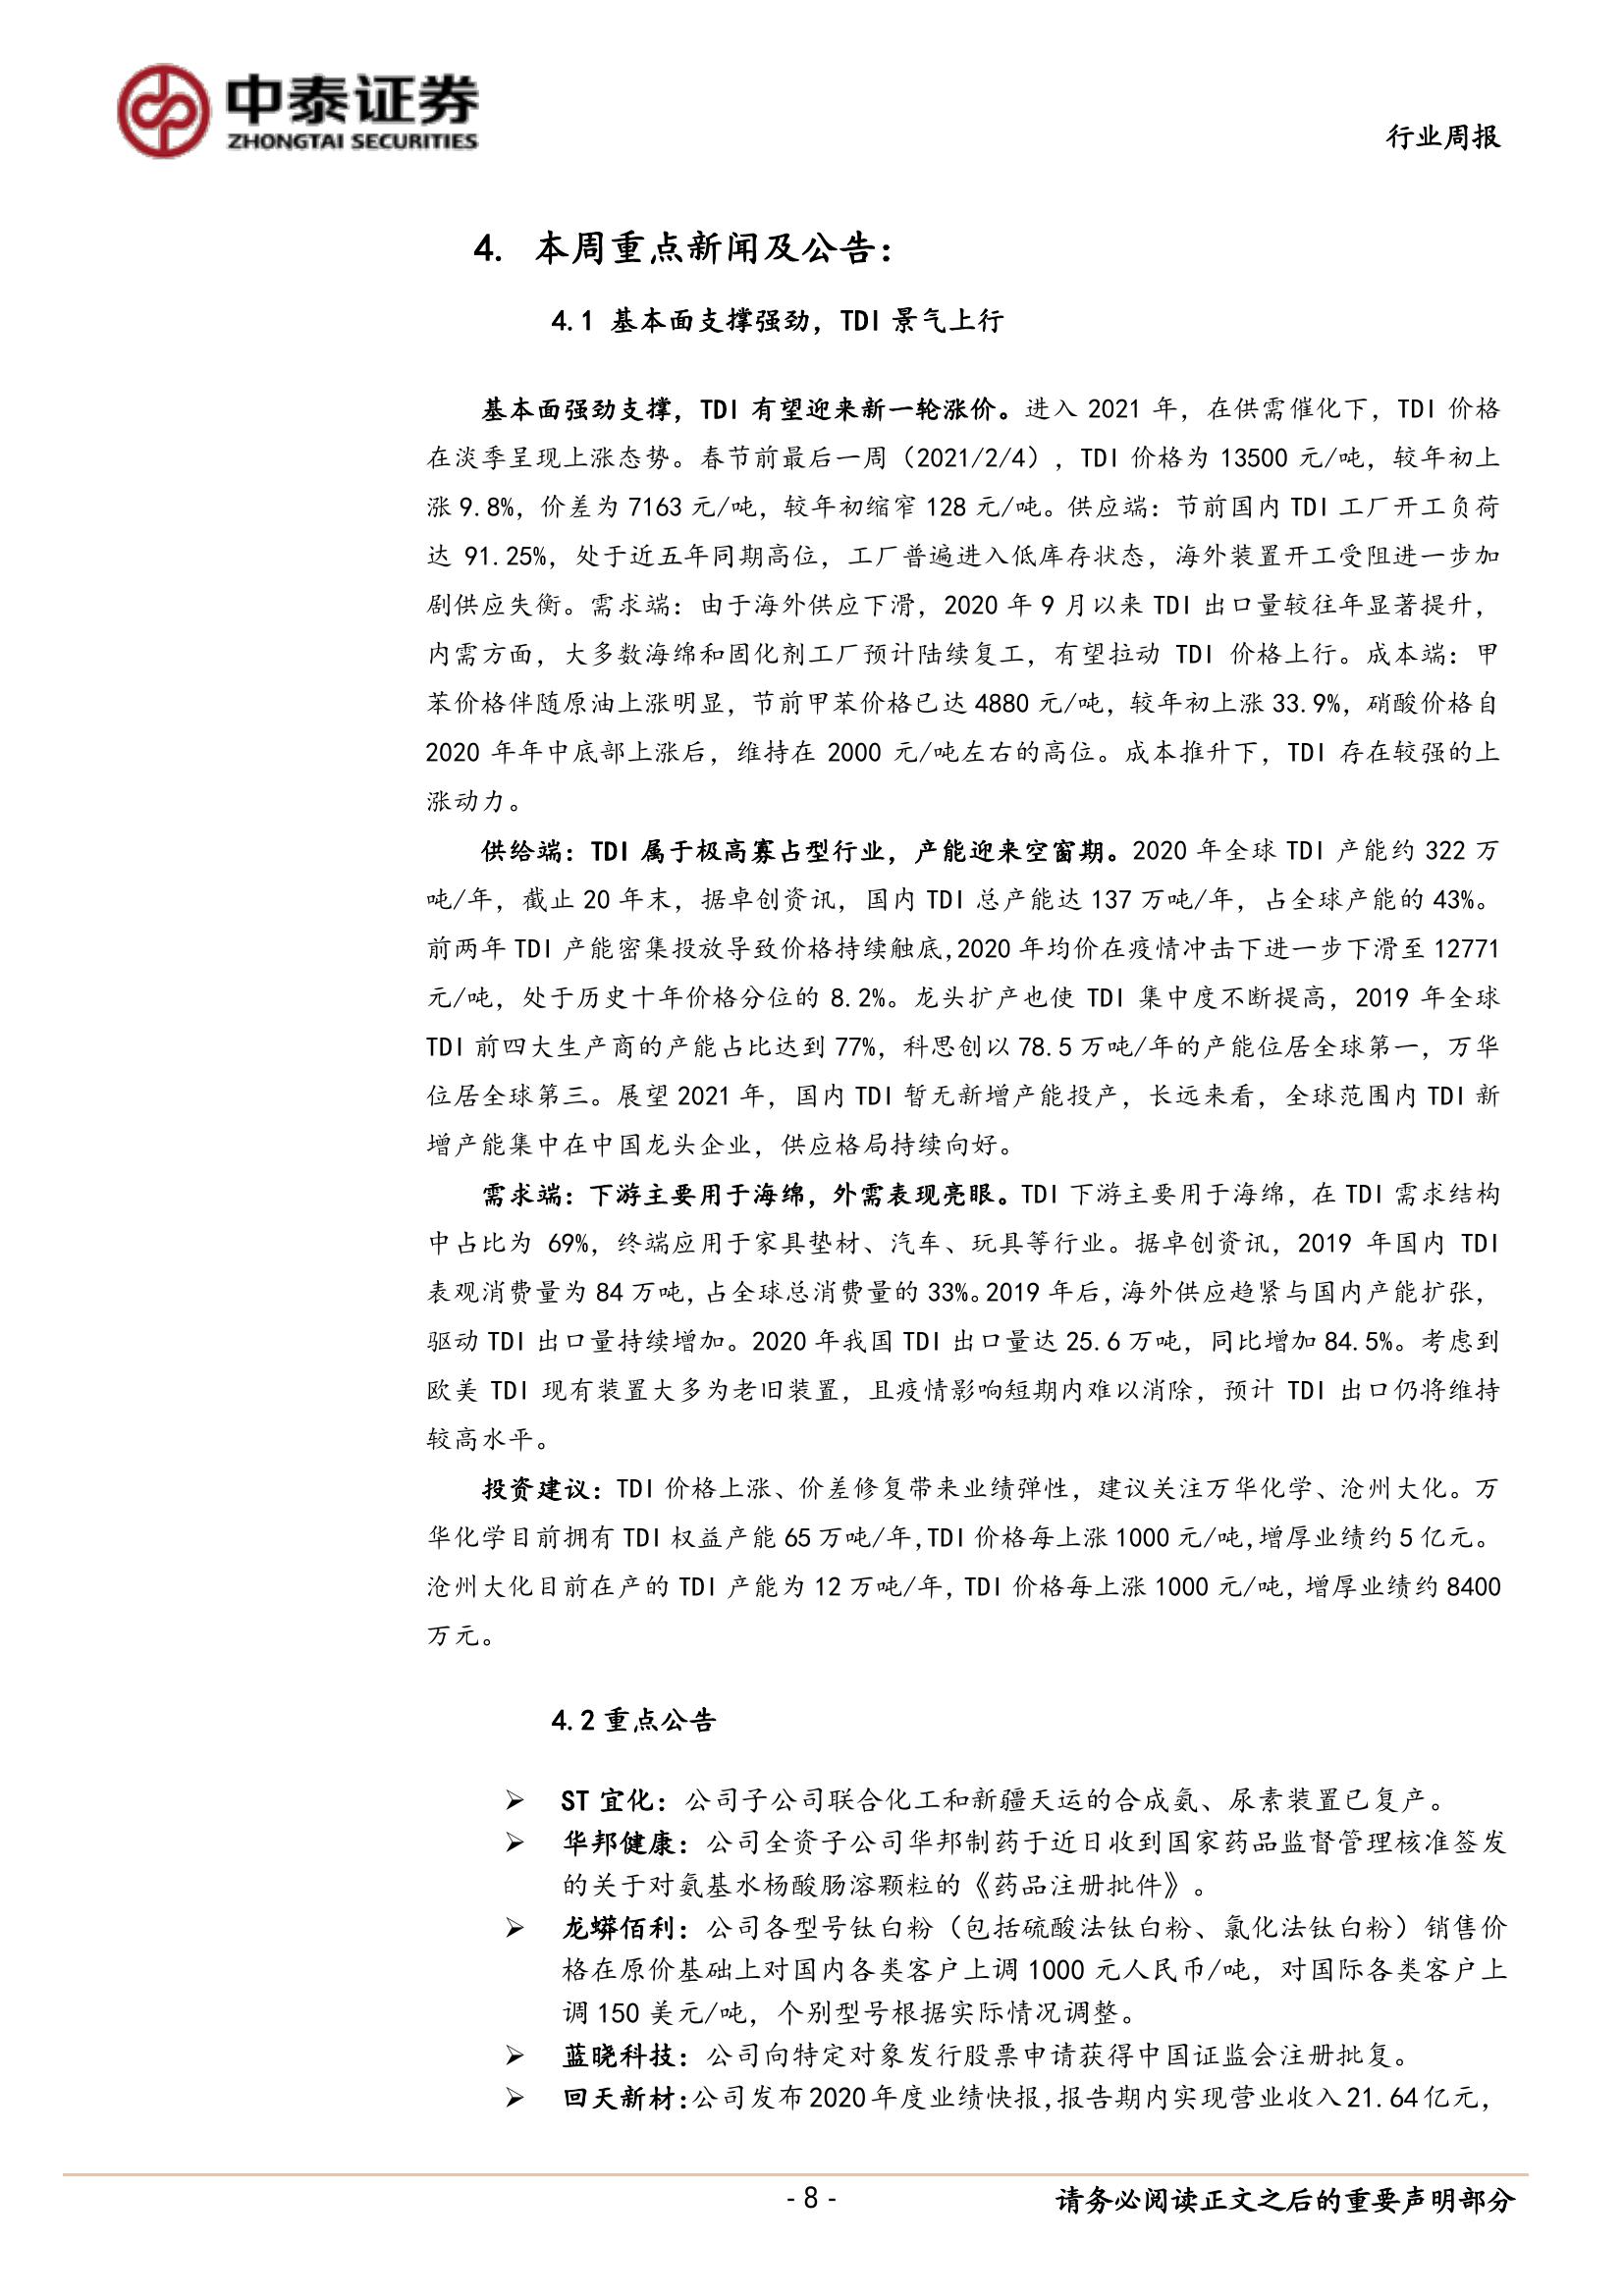 中泰证券
ZHONGTAI SECURITIES
行业周报
4. 本周重点新闻及公告：
4.1 基本面支撑强劲，TDI 景气上行
基本面强劲支撑，TDI 有望迎来新一轮涨价。进入 2021 年，在供需催化下，TDI 价格
在淡季呈现上涨态势。春节前最后一周（2021/2/4），TDI 价格为 13500 元/吨，较年初上
涨 9.8%，价差为 7163 元/吨，较年初缩窄 128 元/吨。供应端：节前国内 TDI 工厂开工负荷
达 91.25%，处于近五年同期高位，工厂普遍进入低库存状态，海外装置开工受阻进一步加
剧供应失衡。需求端：由于海外供应下滑，2020 年 9 月以来 TDI 出口量较往年显著提升，
内需方面，大多数海绵和固化剂工厂预计陆续复工，有望拉动 TDI 价格上行。成本端：甲
苯价格伴随原油上涨明显，节前甲苯价格已达 4880 元/吨，较年初上涨 33.9%，硝酸价格自
2020 年年中底部上涨后，维持在 2000 元/吨左右的高位。成本推升下，TDI 存在较强的上
涨动力。
供给端：TDI 属于极高寡占型行业，产能迎来空窗期。2020 年全球 TDI 产能约 322 万
吨/年，截止 20 年末，据卓创资讯，国内 TDI 总产能达 137 万吨/年，占全球产能的 43%。
前两年 TDI 产能密集投放导致价格持续触底,2020 年均价在疫情冲击下进一步下滑至 12771
元/吨，处于历史十年价格分位的 8.2%。龙头扩产也使 TDI 集中度不断提高，2019 年全球
TDI 前四大生产商的产能占比达到 77%，科思创以 78.5 万吨/年的产能位居全球第一，万华
位居全球第三。展望 2021 年，国内 TDI 暂无新增产能投产，长远来看，全球范围内 TDI 新
增产能集中在中国龙头企业，供应格局持续向好。
需求端：下游主要用于海绵，外需表现亮眼。TDI 下游主要用于海绵，在 TDI 需求结构
中占比为 69%，终端应用于家具垫材、汽车、玩具等行业。据卓创资讯，2019 年国内 TDI
表观消费量为 84 万吨,占全球总消费量的 33%。2019 年后,海外供应趋紧与国内产能扩张，
驱动 TDI 出口量持续增加。2020 年我国 TDI 出口量达 25.6 万吨，同比增加 84.5%。考虑到
欧美 TDI 现有装置大多为老旧装置，且疫情影响短期内难以消除，预计 TDI 出口仍将维持
较高水平。
投资建议：TDI 价格上涨、价差修复带来业绩弹性，建议关注万华化学、沧州大化。万
华化学目前拥有 TDI 权益产能 65 万吨/年,TDI 价格每上涨 1000 元/吨,增厚业绩约 5 亿元。
沧州大化目前在产的 TDI 产能为 12 万吨/年, TDI 价格每上涨 1000 元/吨, 增厚业绩约 8400
万元。
4.2 重点公告
➢ ST 宜化：公司子公司联合化工和新疆天运的合成氨、尿素装置已复产。
➢ 华邦健康：公司全资子公司华邦制药于近日收到国家药品监督管理核准签发
的关于对氨基水杨酸肠溶颗粒的《药品注册批件》。
➢ 龙蟒佰利：公司各型号钛白粉（包括硫酸法钛白粉、氯化法钛白粉）销售价
格在原价基础上对国内各类客户上调 1000 元人民币/吨，对国际各类客户上
调 150 美元/吨，个别型号根据实际情况调整。
➢ 蓝晓科技：公司向特定对象发行股票申请获得中国证监会注册批复。
➢ 回天新材：公司发布 2020 年度业绩快报,报告期内实现营业收入 21.64 亿元，
- 8 -
请务必阅读正文之后的重要声明部分